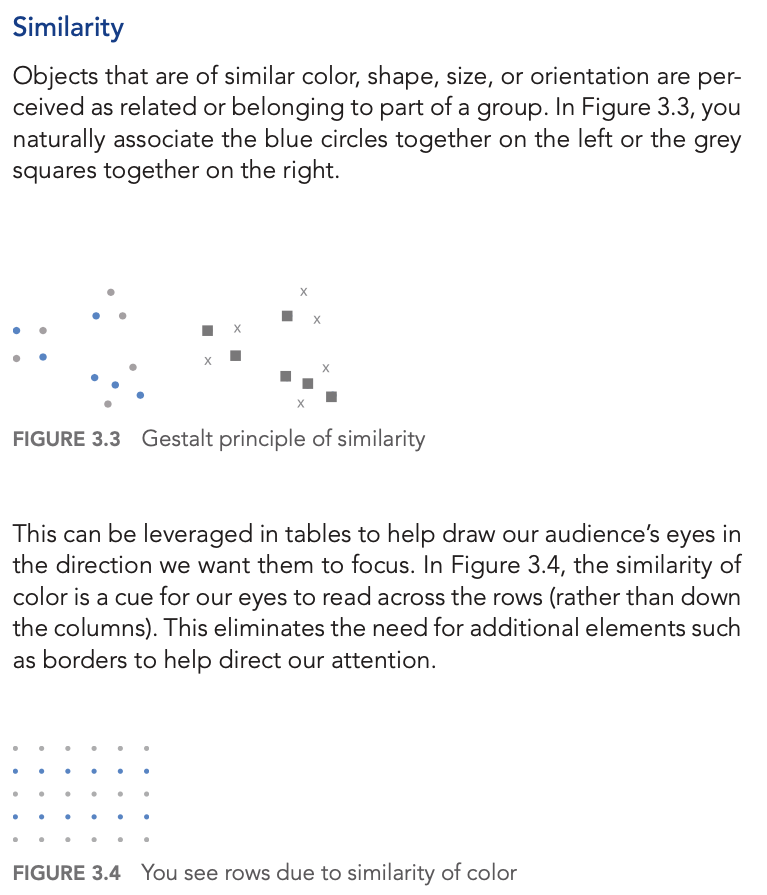 Similarity
Objects that are of similar color, shape, size, or orientation are per-
ceived as related or belonging to part of a group. In Figure 3.3, you
naturally associate the blue circles together on the left or the grey
squares together on the right.
x
x
x
x
x
x
FIGURE 3.3 Gestalt principle of similarity
This can be leveraged in tables to help draw our audience’s eyes in
the direction we want them to focus. In Figure 3.4, the similarity of
color is a cue for our eyes to read across the rows (rather than down
the columns). This eliminates the need for additional elements such
as borders to help direct our attention.
FIGURE 3.4 You see rows due to similarity of color